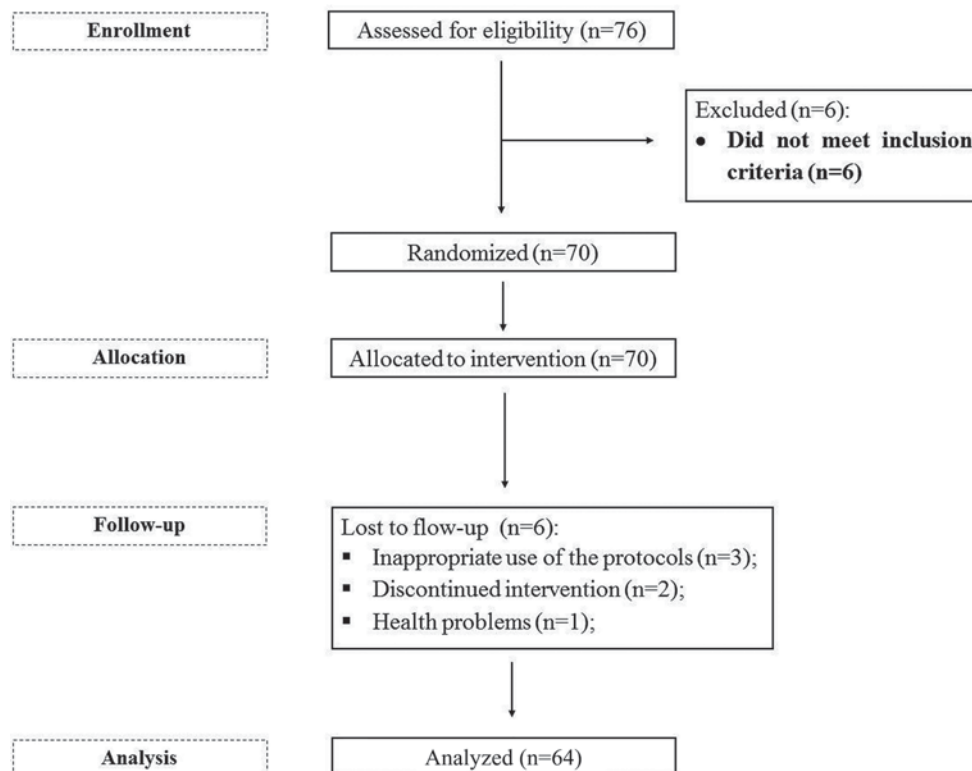 Enrollment
Assessed for eligibility (n=76)
Excluded (n=6):
● Did not meet inclusion
criteria (n=6)
Randomized (n=70)
Allocation
Allocated to intervention (n=70)
Follow-up
Lost to flow-up (n=6):
▪ Inappropriate use of the protocols (n=3);
▪ Discontinued intervention (n=2);
▪ Health problems (n=1);
Analysis
Analyzed (n=64)